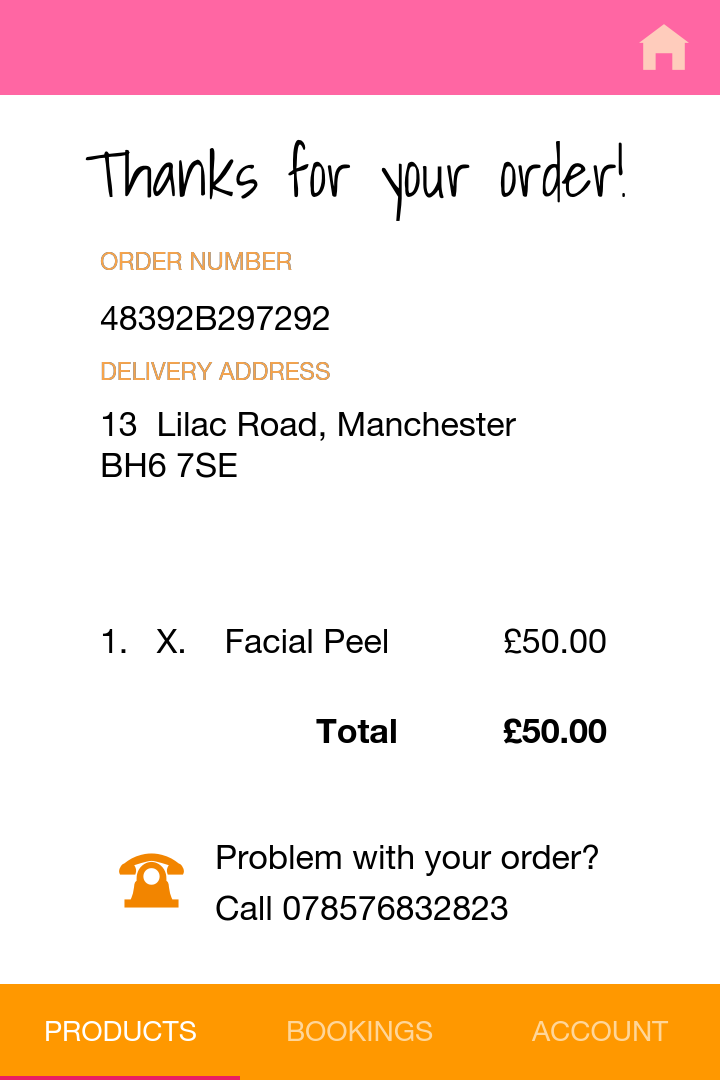 Thanks for your order!
ORDER NUMBER
48392B297292
DELIVERY ADDRESS
13 Lilac Road, Manchester
BH6 7SE
1. X. Facial Peel £50.00
Total £50.00
Problem with your order?
Call 078576832823
PRODUCTS BOOKINGS ACCOUNT